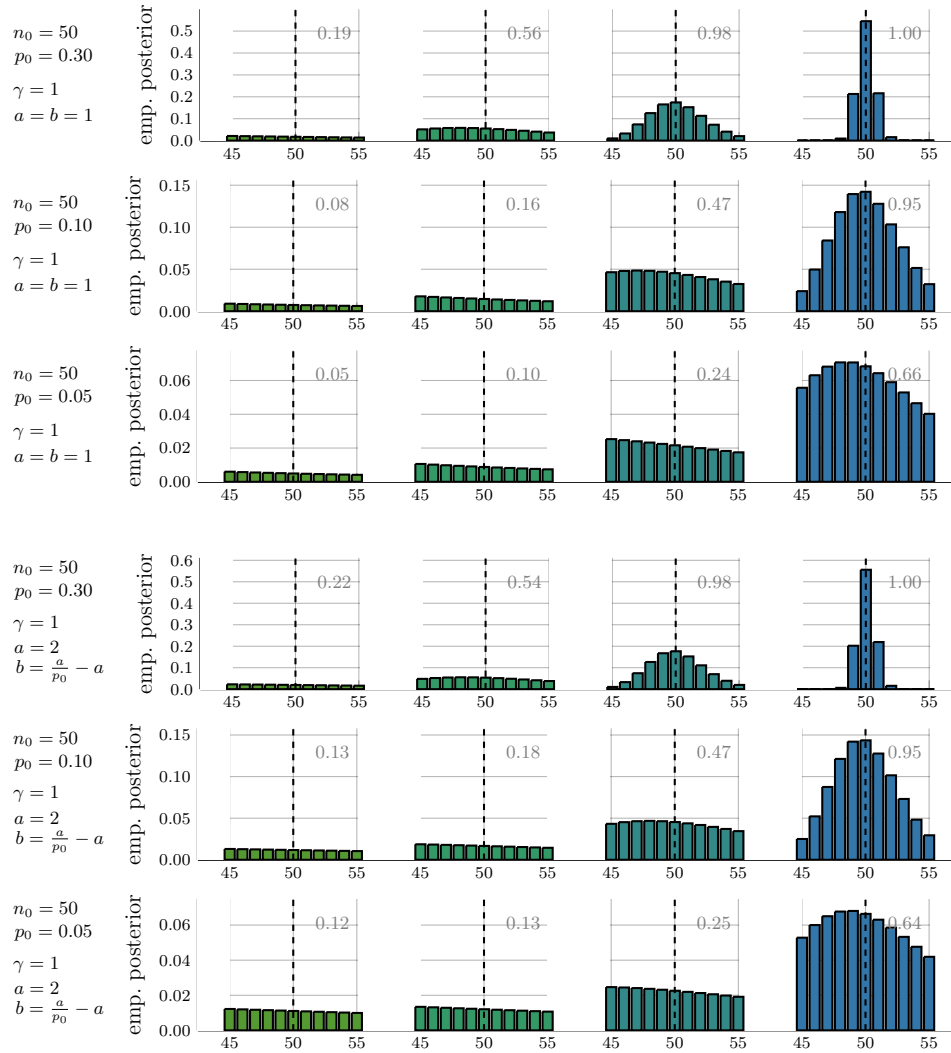 n₀ = 50
p₀ = 0.30
γ = 1
a = b = 1
emp. posterior
0.5
0.4
0.3
0.2
0.1
0.0
0.19 0.56 0.98 1.00
45 50 55 45 50 55 45 50 55 45 50 55
n₀ = 50
p₀ = 0.10
γ = 1
a = b = 1
emp. posterior
0.15
0.10
0.05
0.00
0.08 0.16 0.47 0.95
45 50 55 45 50 55 45 50 55 45 50 55
n₀ = 50
p₀ = 0.05
γ = 1
a = b = 1
emp. posterior
0.06
0.04
0.02
0.00
0.05 0.10 0.24 0.66
45 50 55 45 50 55 45 50 55 45 50 55
n₀ = 50
p₀ = 0.30
γ = 1
a = 2
b = a/p₀ − a
emp. posterior
0.6
0.5
0.4
0.3
0.2
0.1
0.0
0.22 0.54 0.98 1.00
45 50 55 45 50 55 45 50 55 45 50 55
n₀ = 50
p₀ = 0.10
γ = 1
a = 2
b = a/p₀ − a
emp. posterior
0.15
0.10
0.05
0.00
0.13 0.18 0.47 0.95
45 50 55 45 50 55 45 50 55 45 50 55
n₀ = 50
p₀ = 0.05
γ = 1
a = 2
b = a/p₀ − a
emp. posterior
0.06
0.04
0.02
0.00
0.12 0.13 0.25 0.64
45 50 55 45 50 55 45 50 55 45 50 55